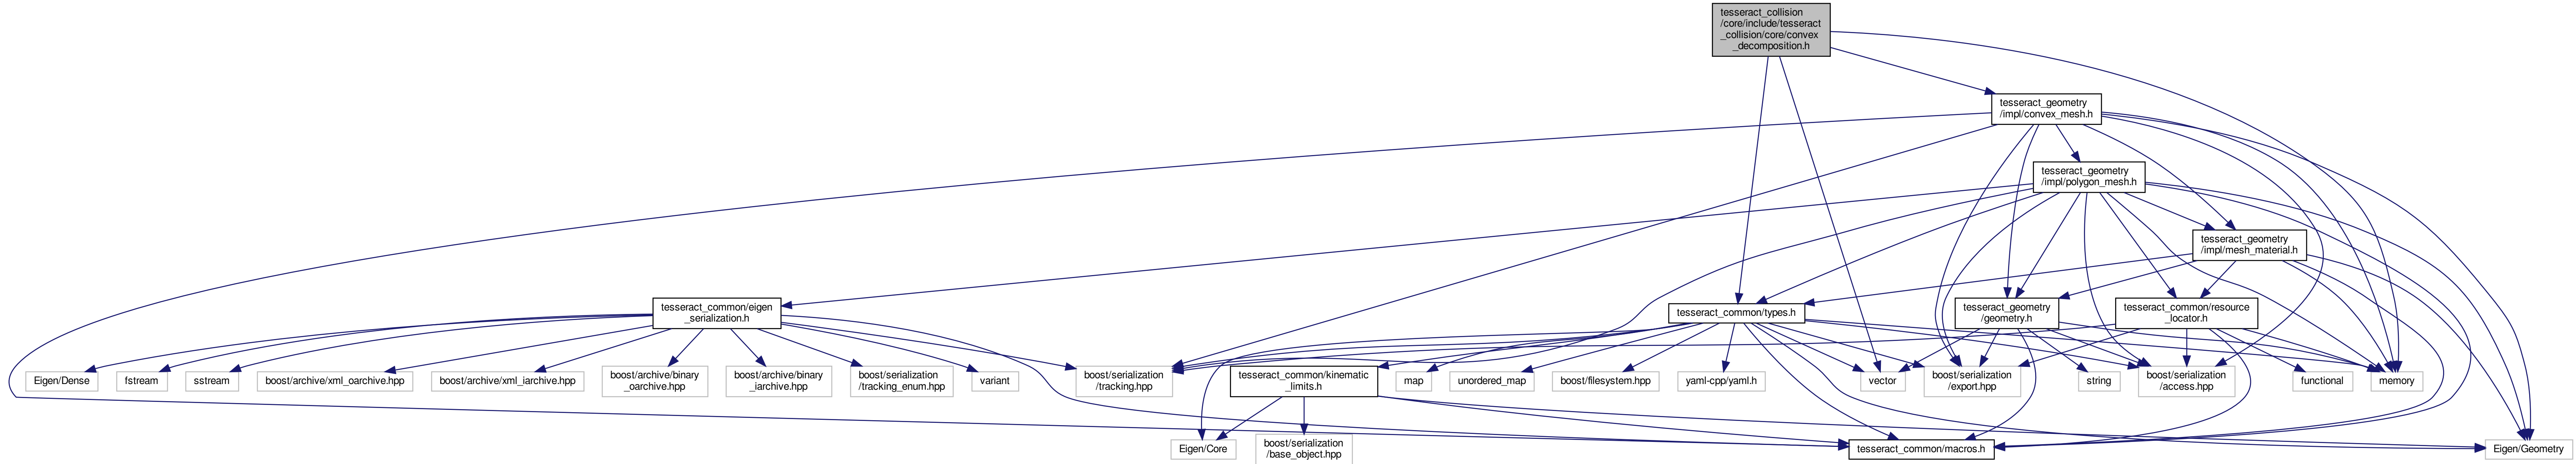 tesseract_collision
/core/include/tesseract
_collision/core/convex
_decomposition.h
tesseract_geometry
/impl/convex_mesh.h
tesseract_geometry
/impl/polygon_mesh.h
tesseract_geometry
/impl/mesh_material.h
tesseract_common/eigen
_serialization.h
tesseract_common/types.h
tesseract_geometry
/geometry.h
tesseract_common/resource
_locator.h
Eigen/Dense
fstream
sstream
boost/archive/xml_oarchive.hpp
boost/archive/xml_iarchive.hpp
boost/archive/binary
_oarchive.hpp
boost/archive/binary
_iarchive.hpp
boost/serialization
/tracking_enum.hpp
variant
boost/serialization
/tracking.hpp
tesseract_common/kinematic
_limits.h
map
unordered_map
boost/filesystem.hpp
yaml-cpp/yaml.h
vector
boost/serialization
/export.hpp
string
boost/serialization
/access.hpp
functional
memory
Eigen/Core
boost/serialization
/base_object.hpp
tesseract_common/macros.h
Eigen/Geometry